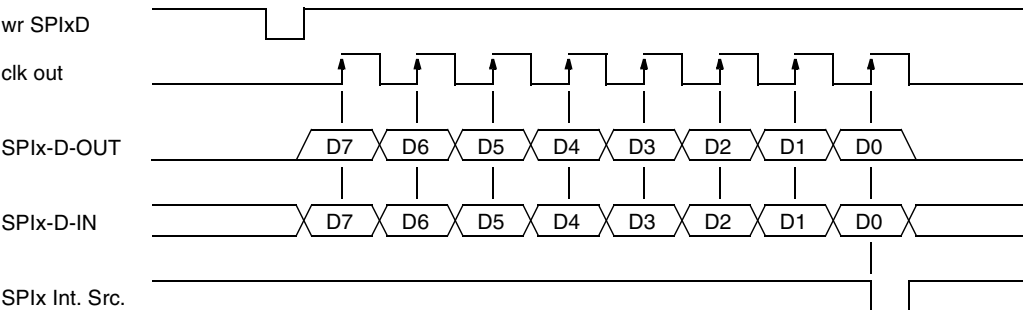 wr SPIxD
clk out
SPIx-D-OUT D7 D6 D5 D4 D3 D2 D1 D0
SPIx-D-IN D7 D6 D5 D4 D3 D2 D1 D0
SPIx Int. Src.